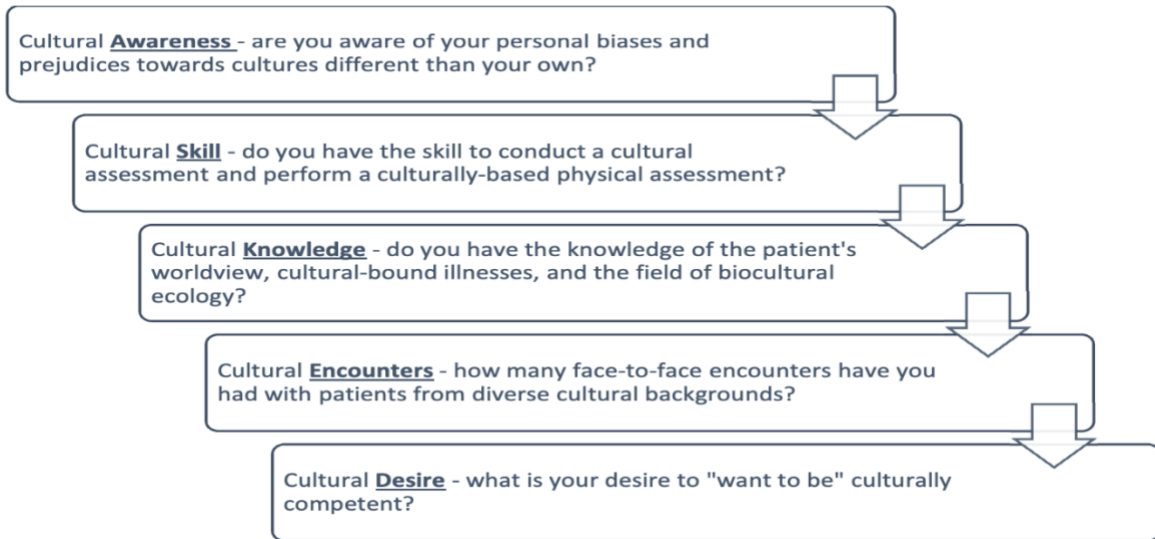 Cultural Awareness - are you aware of your personal biases and
prejudices towards cultures different than your own?
Cultural Skill - do you have the skill to conduct a cultural
assessment and perform a culturally-based physical assessment?
Cultural Knowledge - do you have the knowledge of the patient's
worldview, cultural-bound illnesses, and the field of biocultural
ecology?
Cultural Encounters - how many face-to-face encounters have you
had with patients from diverse cultural backgrounds?
Cultural Desire - what is your desire to "want to be" culturally
competent?